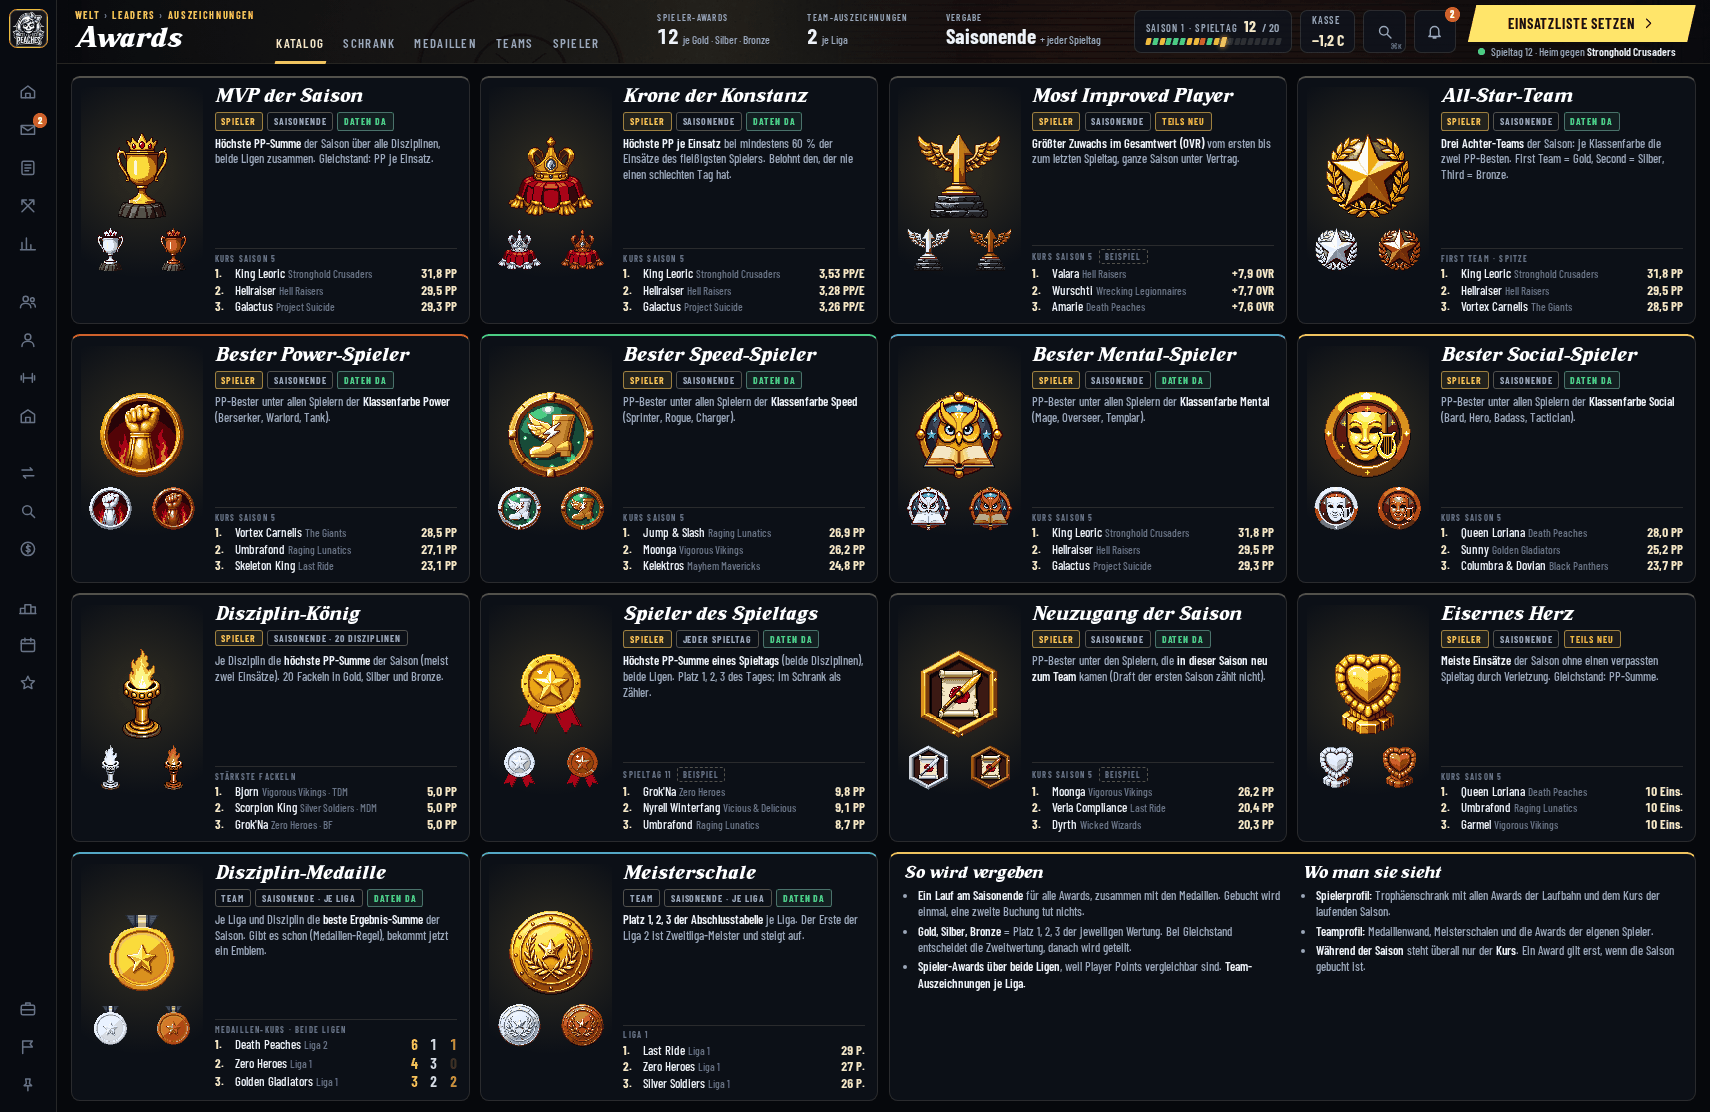 WELT › LEADERS › AUSZEICHNUNGEN
Awards
KATALOG SCHRANK MEDAILLEN TEAMS SPIELER
SPIELER-AWARDS
12 je Gold · Silber · Bronze
TEAM-AUSZEICHNUNGEN
2 je Liga
VERGABE
Saisonende + jeder Spieltag
SAISON 1 · SPIELTAG 12 / 20
KASSE
−1,2 C
⌘K
2
EINSATZLISTE SETZEN
Spieltag 12 · Heim gegen Stronghold Crusaders
2
MVP der Saison
SPIELER SAISONENDE DATEN DA
Höchste PP-Summe der Saison über alle Disziplinen,
beide Ligen zusammen. Gleichstand: PP je Einsatz.
KURS SAISON 5
1. King Leoric Stronghold Crusaders 31,8 PP
2. Hellraiser Hell Raisers 29,5 PP
3. Galactus Project Suicide 29,3 PP
Krone der Konstanz
SPIELER SAISONENDE DATEN DA
Höchste PP je Einsatz bei mindestens 60 % der
Einsätze des fleißigsten Spielers. Belohnt den, der nie
einen schlechten Tag hat.
KURS SAISON 5
1. King Leoric Stronghold Crusaders 3,53 PP/E
2. Hellraiser Hell Raisers 3,28 PP/E
3. Galactus Project Suicide 3,26 PP/E
Most Improved Player
SPIELER SAISONENDE TEILS NEU
Größter Zuwachs im Gesamtwert (OVR) vom ersten bis
zum letzten Spieltag, ganze Saison unter Vertrag.
KURS SAISON 5 BEISPIEL
1. Valara Hell Raisers +7,9 OVR
2. Wurschtl Wrecking Legionnaires +7,7 OVR
3. Amarie Death Peaches +7,6 OVR
All-Star-Team
SPIELER SAISONENDE DATEN DA
Drei Achter-Teams der Saison: je Klassenfarbe die
zwei PP-Besten. First Team = Gold, Second = Silber,
Third = Bronze.
FIRST TEAM · SPITZE
1. King Leoric Stronghold Crusaders 31,8 PP
2. Hellraiser Hell Raisers 29,5 PP
3. Vortex Carnelis The Giants 28,5 PP
Bester Power-Spieler
SPIELER SAISONENDE DATEN DA
PP-Bester unter allen Spielern der Klassenfarbe Power
(Berserker, Warlord, Tank).
KURS SAISON 5
1. Vortex Carnelis The Giants 28,5 PP
2. Umbrafond Raging Lunatics 27,1 PP
3. Skeleton King Last Ride 23,1 PP
Bester Speed-Spieler
SPIELER SAISONENDE DATEN DA
PP-Bester unter allen Spielern der Klassenfarbe Speed
(Sprinter, Rogue, Charger).
KURS SAISON 5
1. Jump & Slash Raging Lunatics 26,9 PP
2. Moonga Vigorous Vikings 26,2 PP
3. Kelektros Mayhem Mavericks 24,8 PP
Bester Mental-Spieler
SPIELER SAISONENDE DATEN DA
PP-Bester unter allen Spielern der Klassenfarbe Mental
(Mage, Overseer, Templar).
KURS SAISON 5
1. King Leoric Stronghold Crusaders 31,8 PP
2. Hellraiser Hell Raisers 29,5 PP
3. Galactus Project Suicide 29,3 PP
Bester Social-Spieler
SPIELER SAISONENDE DATEN DA
PP-Bester unter allen Spielern der Klassenfarbe Social
(Bard, Hero, Badass, Tactician).
KURS SAISON 5
1. Queen Loriana Death Peaches 28,0 PP
2. Sunny Golden Gladiators 25,2 PP
3. Columbra & Dovian Black Panthers 23,7 PP
Disziplin-König
SPIELER SAISONENDE · 20 DISZIPLINEN
Je Disziplin die höchste PP-Summe der Saison (meist
zwei Einsätze). 20 Fackeln in Gold, Silber und Bronze.
STÄRKSTE FACKELN
1. Bjorn Vigorous Vikings · TDM 5,0 PP
2. Scorpion King Silver Soldiers · MDM 5,0 PP
3. Grok'Na Zero Heroes · BF 5,0 PP
Spieler des Spieltags
SPIELER JEDER SPIELTAG DATEN DA
Höchste PP-Summe eines Spieltags (beide Disziplinen),
beide Ligen. Platz 1, 2, 3 des Tages; im Schrank als
Zähler.
SPIELTAG 11 BEISPIEL
1. Grok'Na Zero Heroes 9,8 PP
2. Nyrell Winterfang Vicious & Delicious 9,1 PP
3. Umbrafond Raging Lunatics 8,7 PP
Neuzugang der Saison
SPIELER SAISONENDE DATEN DA
PP-Bester unter den Spielern, die in dieser Saison neu
zum Team kamen (Draft der ersten Saison zählt nicht).
KURS SAISON 5 BEISPIEL
1. Moonga Vigorous Vikings 26,2 PP
2. Verla Compliance Last Ride 20,4 PP
3. Dyrth Wicked Wizards 20,3 PP
Eisernes Herz
SPIELER SAISONENDE TEILS NEU
Meiste Einsätze der Saison ohne einen verpassten
Spieltag durch Verletzung. Gleichstand: PP-Summe.
KURS SAISON 5
1. Queen Loriana Death Peaches 10 Eins.
2. Umbrafond Raging Lunatics 10 Eins.
3. Garmel Vigorous Vikings 10 Eins.
Disziplin-Medaille
TEAM SAISONENDE · JE LIGA DATEN DA
Je Liga und Disziplin die beste Ergebnis-Summe der
Saison. Gibt es schon (Medaillen-Regel), bekommt jetzt
ein Emblem.
MEDAILLEN-KURS · BEIDE LIGEN
1. Death Peaches Liga 2 6 1 1
2. Zero Heroes Liga 1 4 3 0
3. Golden Gladiators Liga 1 3 2 2
Meisterschale
TEAM SAISONENDE · JE LIGA DATEN DA
Platz 1, 2, 3 der Abschlusstabelle je Liga. Der Erste der
Liga 2 ist Zweitliga-Meister und steigt auf.
LIGA 1
1. Last Ride Liga 1 29 P.
2. Zero Heroes Liga 1 27 P.
3. Silver Soldiers Liga 1 26 P.
So wird vergeben
• Ein Lauf am Saisonende für alle Awards, zusammen mit den Medaillen. Gebucht wird
einmal, eine zweite Buchung tut nichts.
• Gold, Silber, Bronze = Platz 1, 2, 3 der jeweiligen Wertung. Bei Gleichstand
entscheidet die Zweitwertung, danach wird geteilt.
• Spieler-Awards über beide Ligen, weil Player Points vergleichbar sind. Team-
Auszeichnungen je Liga.
Wo man sie sieht
• Spielerprofil: Trophäenschrank mit allen Awards der Laufbahn und dem Kurs der
laufenden Saison.
• Teamprofil: Medaillenwand, Meisterschalen und die Awards der eigenen Spieler.
• Während der Saison steht überall nur der Kurs. Ein Award gilt erst, wenn die Saison
gebucht ist.